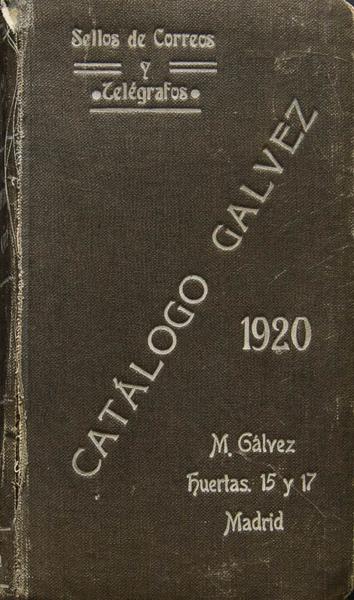 Sellos de Correos
y
Telégrafos
CATÁLOGO GALVEZ
1920
M. Gálvez
Huertas. 15 y 17
Madrid